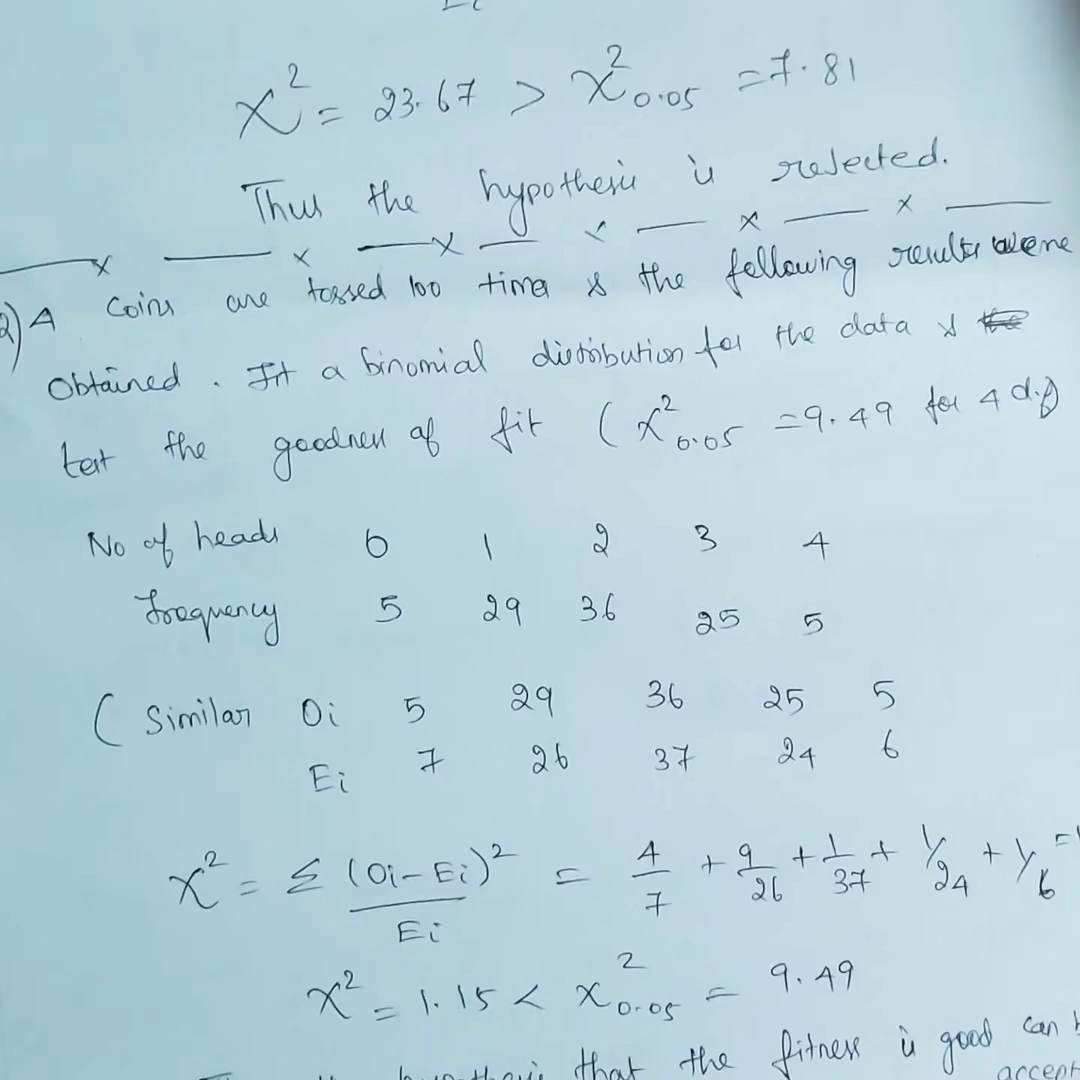 χ² = 23.67 > χ²0.05 = 7.81
Thus the hypothesis is rejected.
2) 4 coins are tossed 100 times & the following results were
obtained. Fit a binomial distribution for the data &
test the goodness of fit (χ²0.05 = 9.49 for 4 d.f)
No of heads 0 1 2 3 4
Frequency 5 29 36 25 5
( Similar Oi 5 29 36 25 5
Ei 7 26 37 24 6
χ² = Σ (Oi - Ei)² / Ei = 4/7 + 9/26 + 1/37 + 1/24 + 1/6 =
χ² = 1.15 < χ²0.05 = 9.49
hypothesis that the fitness is good can
accept